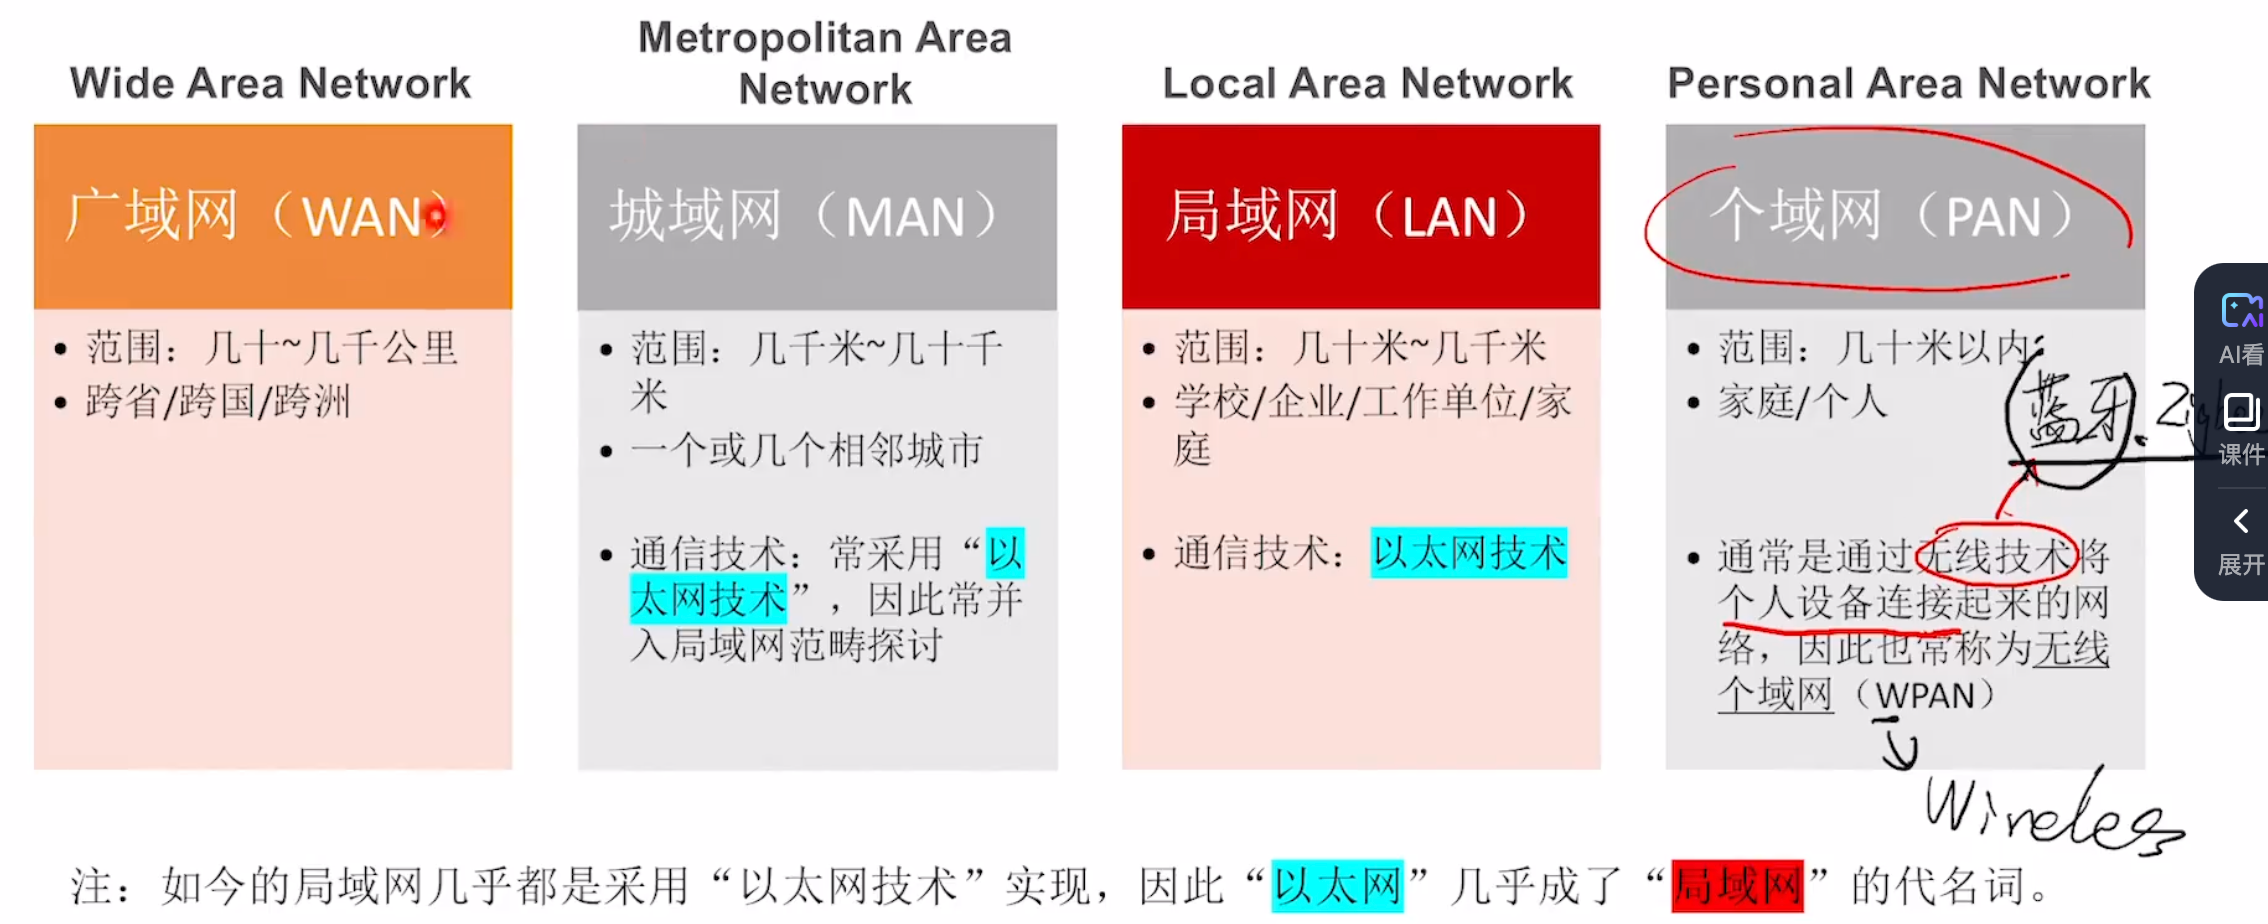 Wide Area Network
广域网（WAN）
• 范围：几十~几千公里
• 跨省/跨国/跨洲
Metropolitan Area
Network
城域网（MAN）
• 范围：几千米~几十千
米
• 一个或几个相邻城市
• 通信技术：常采用“以
太网技术”，因此常并
入局域网范畴探讨
Local Area Network
局域网（LAN）
• 范围：几十米~几千米
• 学校/企业/工作单位/家
庭
• 通信技术：以太网技术
Personal Area Network
个域网（PAN）
• 范围：几十米以内
• 家庭/个人
蓝牙.
• 通常是通过无线技术将
个人设备连接起来的网
络，因此也常称为无线
个域网（WPAN）
Wireless
注：如今的局域网几乎都是采用“以太网技术”实现，因此“以太网”几乎成了“局域网”的代名词。
AI看
课件
展开